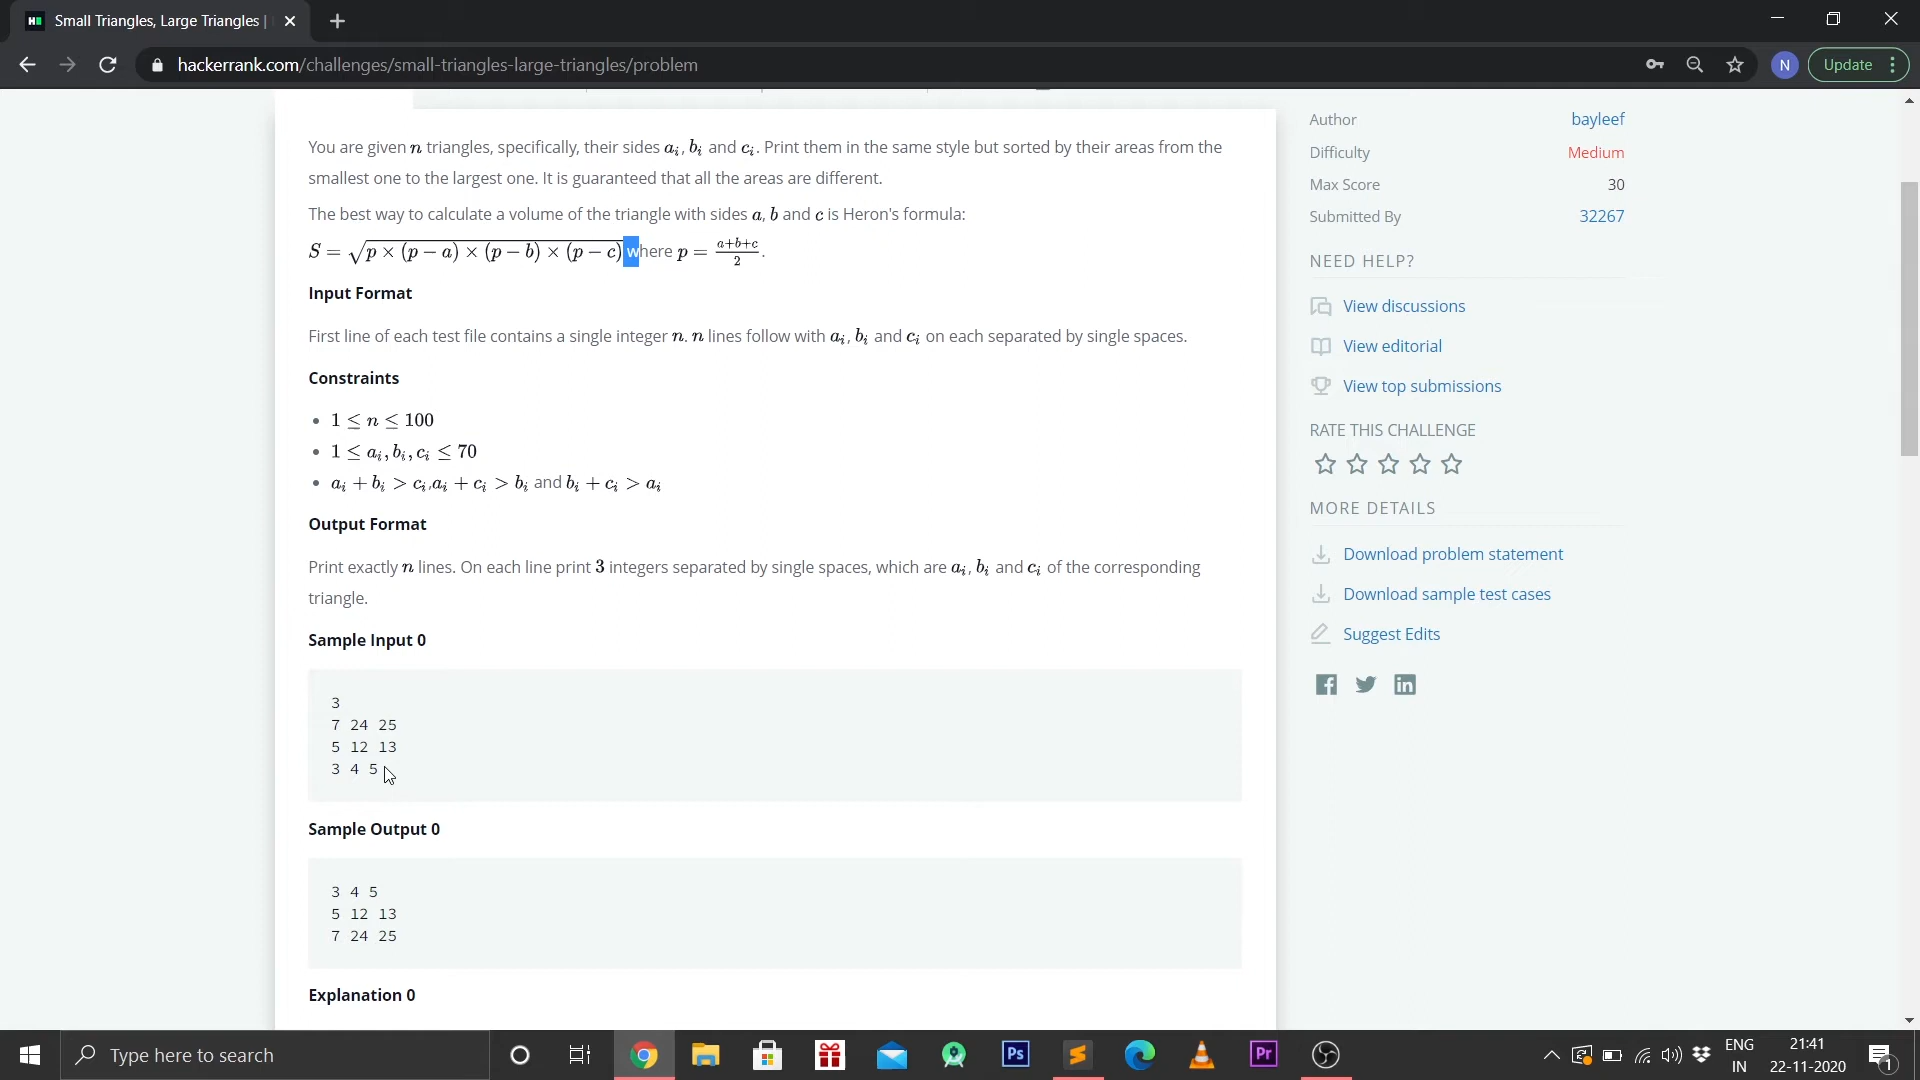 Small Triangles, Large Triangles |
hackerrank.com/challenges/small-triangles-large-triangles/problem
N
Update
You are given n triangles, specifically, their sides aᵢ, bᵢ and cᵢ. Print them in the same style but sorted by their areas from the
smallest one to the largest one. It is guaranteed that all the areas are different.
The best way to calculate a volume of the triangle with sides a, b and c is Heron's formula:
S = √p × (p − a) × (p − b) × (p − c) where p = (a+b+c)/2.
Input Format
First line of each test file contains a single integer n. n lines follow with aᵢ, bᵢ and cᵢ on each separated by single spaces.
Constraints
• 1 ≤ n ≤ 100
• 1 ≤ aᵢ, bᵢ, cᵢ ≤ 70
• aᵢ + bᵢ > cᵢ,aᵢ + cᵢ > bᵢ and bᵢ + cᵢ > aᵢ
Output Format
Print exactly n lines. On each line print 3 integers separated by single spaces, which are aᵢ, bᵢ and cᵢ of the corresponding
triangle.
Sample Input 0
3
7 24 25
5 12 13
3 4 5
Sample Output 0
3 4 5
5 12 13
7 24 25
Explanation 0
Author bayleef
Difficulty Medium
Max Score 30
Submitted By 32267
NEED HELP?
View discussions
View editorial
View top submissions
RATE THIS CHALLENGE
MORE DETAILS
Download problem statement
Download sample test cases
Suggest Edits
Type here to search
Ps
Pr
ENG
IN
21:41
22-11-2020
1